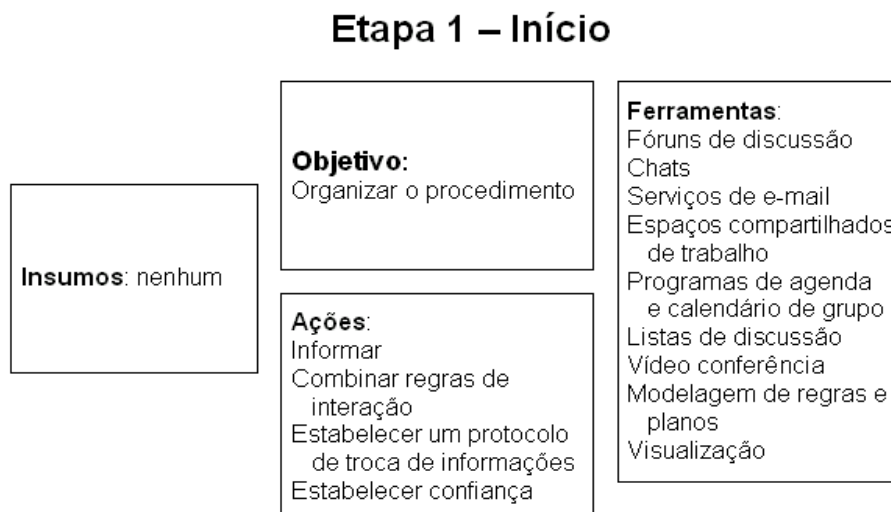 Etapa 1 – Início
Insumos: nenhum
Objetivo:
Organizar o procedimento
Ações:
Informar
Combinar regras de
interação
Estabelecer um protocolo
de troca de informações
Estabelecer confiança
Ferramentas:
Fóruns de discussão
Chats
Serviços de e-mail
Espaços compartilhados
de trabalho
Programas de agenda
e calendário de grupo
Listas de discussão
Vídeo conferência
Modelagem de regras e
planos
Visualização